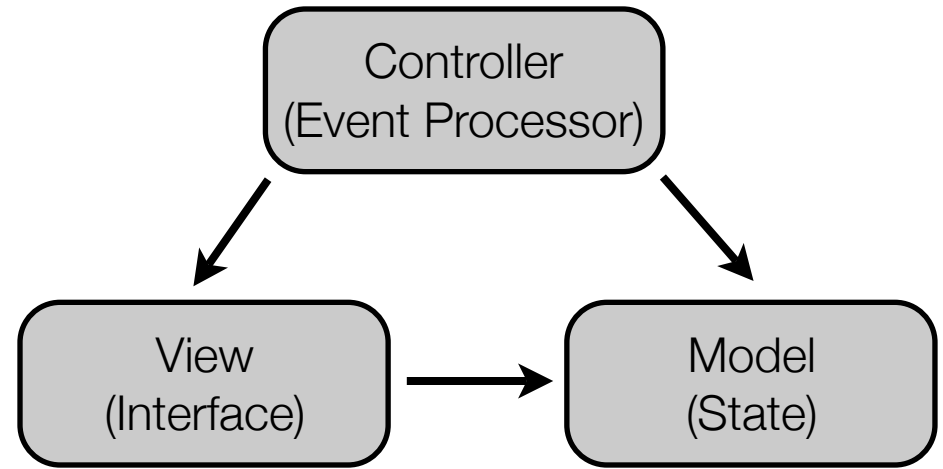 Controller
(Event Processor)
View
(Interface)
Model
(State)